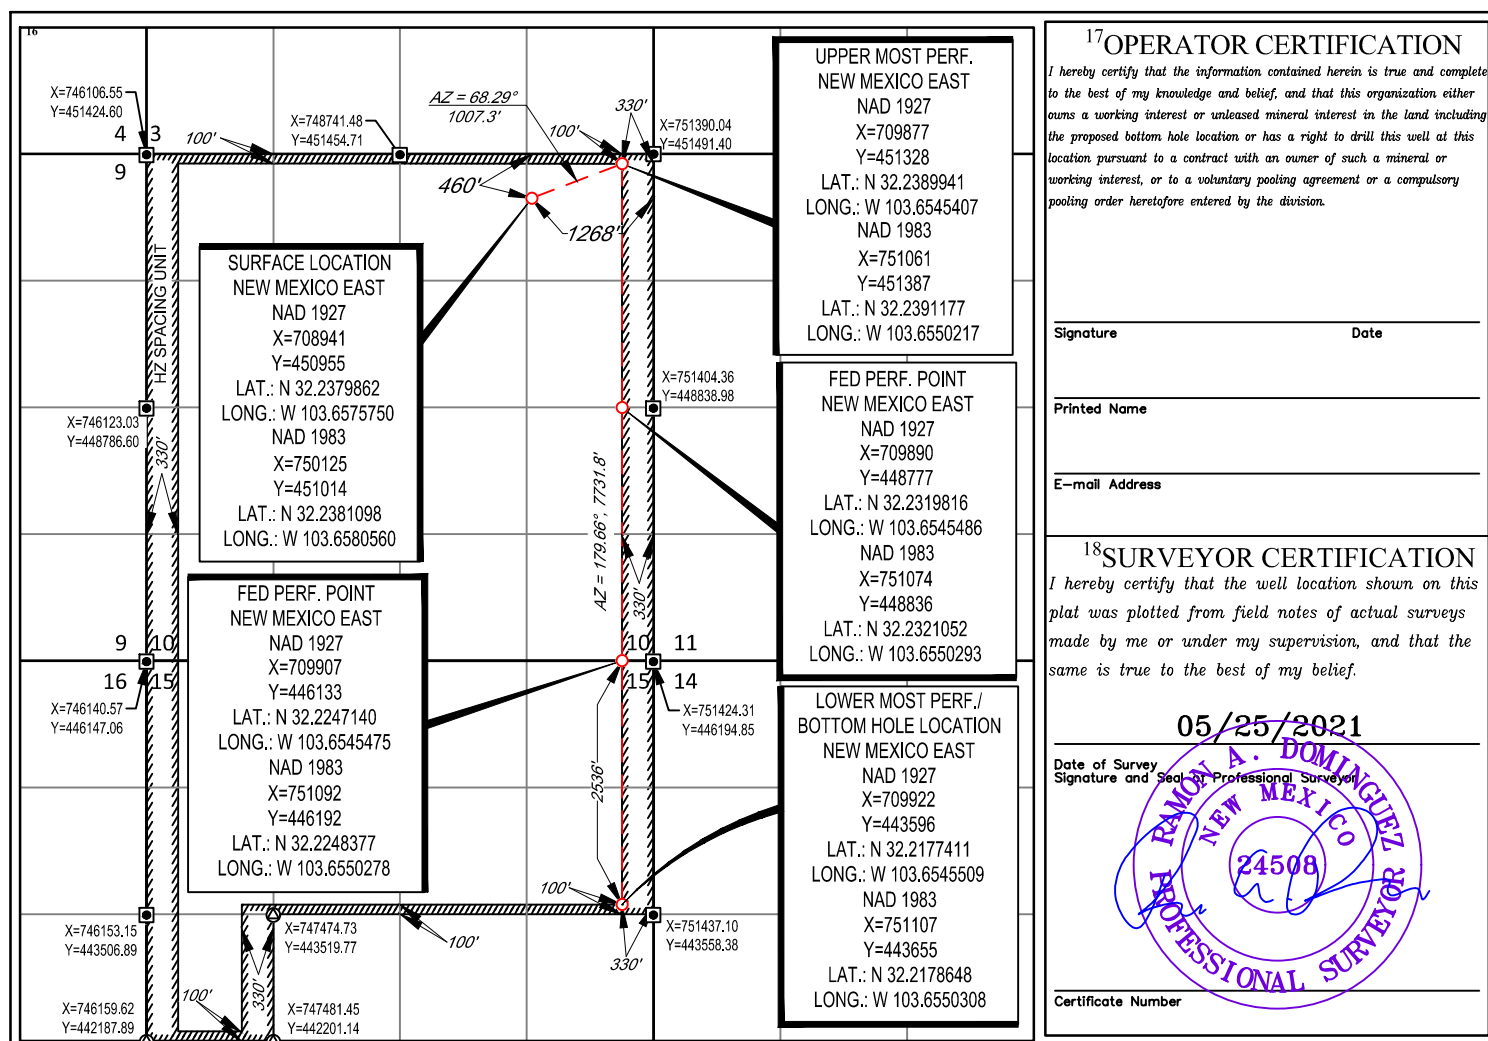 16
X=746106.55
Y=451424.60
4 3
9
100'
X=748741.48
Y=451454.71
AZ = 68.29°
1007.3'
100'
330'
X=751390.04
Y=451491.40
460'
1268'
UPPER MOST PERF.
NEW MEXICO EAST
NAD 1927
X=709877
Y=451328
LAT.: N 32.2389941
LONG.: W 103.6545407
NAD 1983
X=751061
Y=451387
LAT.: N 32.2391177
LONG.: W 103.6550217
HZ SPACING UNIT
SURFACE LOCATION
NEW MEXICO EAST
NAD 1927
X=708941
Y=450955
LAT.: N 32.2379862
LONG.: W 103.6575750
NAD 1983
X=750125
Y=451014
LAT.: N 32.2381098
LONG.: W 103.6580560
X=751404.36
Y=448838.98
FED PERF. POINT
NEW MEXICO EAST
NAD 1927
X=709890
Y=448777
LAT.: N 32.2319816
LONG.: W 103.6545486
NAD 1983
X=751074
Y=448836
LAT.: N 32.2321052
LONG.: W 103.6550293
X=746123.03
Y=448786.60
330'
AZ = 179.66°, 7731.8'
330'
FED PERF. POINT
NEW MEXICO EAST
NAD 1927
X=709907
Y=446133
LAT.: N 32.2247140
LONG.: W 103.6545475
NAD 1983
X=751092
Y=446192
LAT.: N 32.2248377
LONG.: W 103.6550278
9 10
16 15
10 11
15 14
X=746140.57
Y=446147.06
X=751424.31
Y=446194.85
2536'
LOWER MOST PERF./
BOTTOM HOLE LOCATION
NEW MEXICO EAST
NAD 1927
X=709922
Y=443596
LAT.: N 32.2177411
LONG.: W 103.6545509
NAD 1983
X=751107
Y=443655
LAT.: N 32.2178648
LONG.: W 103.6550308
100'
X=746153.15
Y=443506.89
X=747474.73
Y=443519.77
100'
330'
X=751437.10
Y=443558.38
X=746159.62
Y=442187.89
100'
330'
X=747481.45
Y=442201.14
17OPERATOR CERTIFICATION
I hereby certify that the information contained herein is true and complete
to the best of my knowledge and belief, and that this organization either
owns a working interest or unleased mineral interest in the land including
the proposed bottom hole location or has a right to drill this well at this
location pursuant to a contract with an owner of such a mineral or
working interest, or to a voluntary pooling agreement or a compulsory
pooling order heretofore entered by the division.
Signature Date
Printed Name
E-mail Address
18SURVEYOR CERTIFICATION
I hereby certify that the well location shown on this
plat was plotted from field notes of actual surveys
made by me or under my supervision, and that the
same is true to the best of my belief.
05/25/2021
Date of Survey
Signature and Seal of Professional Surveyor
RAMON A. DOMINGUEZ
NEW MEXICO
24508
PROFESSIONAL SURVEYOR
Certificate Number